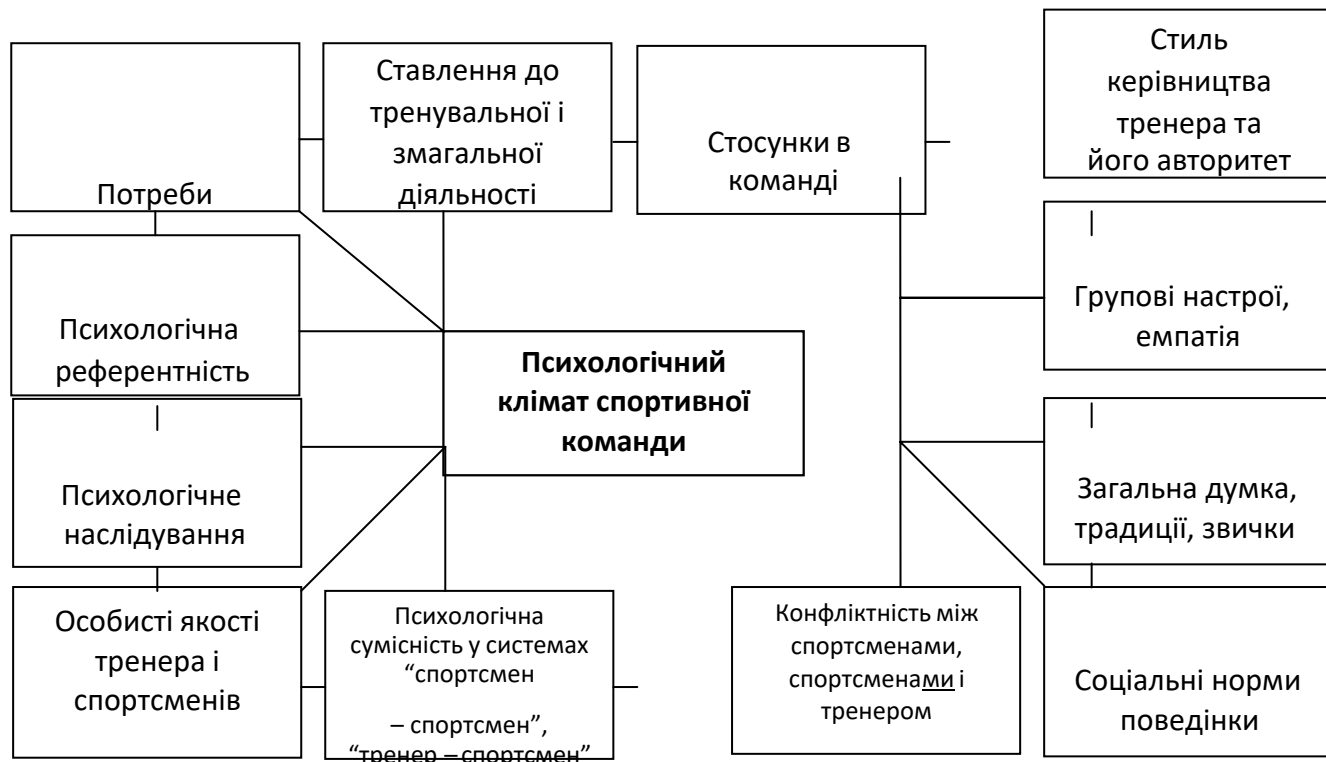 Потреби
Ставлення до
тренувальної і
змагальної
діяльності
Стосунки в
команді
Стиль
керівництва
тренера та
його авторитет
Психологічна
референтність
Групові настрої,
емпатія
Психологічний
клімат спортивної
команди
Психологічне
наслідування
Загальна думка,
традиції, звички
Особисті якості
тренера і
спортсменів
Психологічна
сумісність у системах
“спортсмен
– спортсмен”,
“тренер – спортсмен”
Конфліктність між
спортсменами,
спортсменами і
тренером
Соціальні норми
поведінки